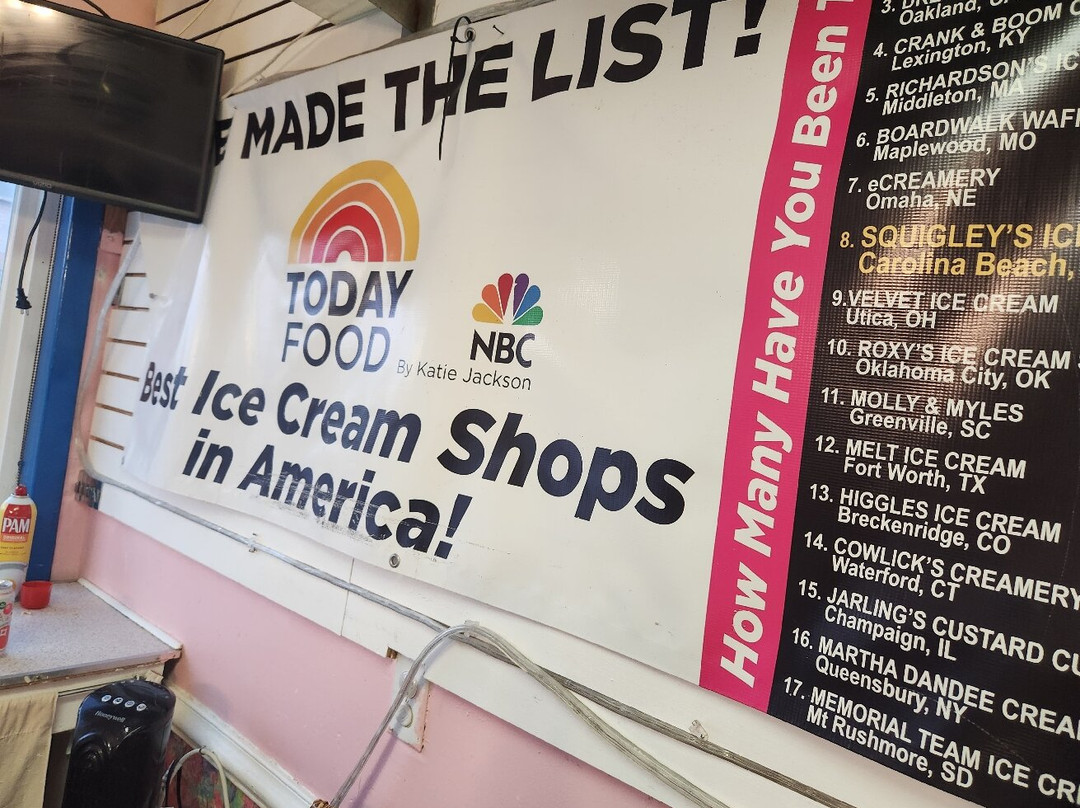 E MADE THE LIST!
TODAY
FOOD
NBC
By Katie Jackson
Best Ice Cream Shops
in America!
How Many Have You Been
3.
Oakland,
4. CRANK & BOOM
Lexington, KY
5. RICHARDSON'S
Middleton, MA
6. BOARDWALK
Maplewood, MO
7. eCREAMERY
Omaha, NE
8. SQUIGLEY'S
Carolina Beach,
9.VELVET ICE CREAM
Utica, OH
10. ROXY'S ICE CREAM
Oklahoma City, OK
11. MOLLY & MYLES
Greenville, SC
12. MELT ICE CREAM
Fort Worth, TX
13. HIGGLES ICE CREAM
Breckenridge, CO
14. COWLICK'S CREAMERY
Waterford, CT
15. JARLING'S CUSTARD
Champaign, IL
16. MARTHA DANDEE
Queensbury, NY
17. MEMORIAL TEAM ICE
Mt Rushmore, SD
PAM
Honeywell